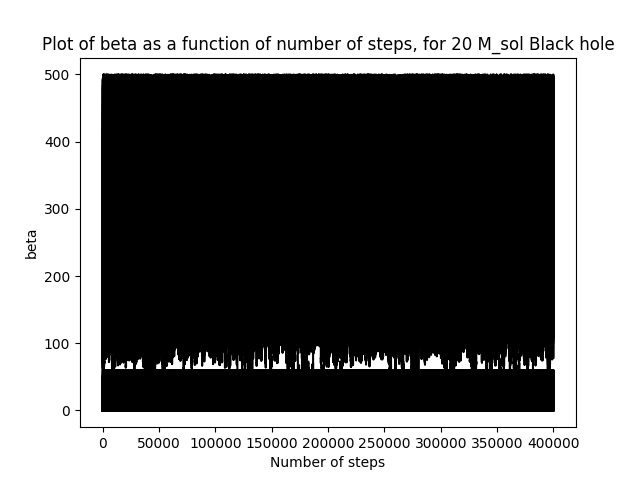 Plot of beta as a function of number of steps, for 20 M_sol Black hole
500
400
300
200
100
0
beta
0 50000 100000 150000 200000 250000 300000 350000 400000
Number of steps